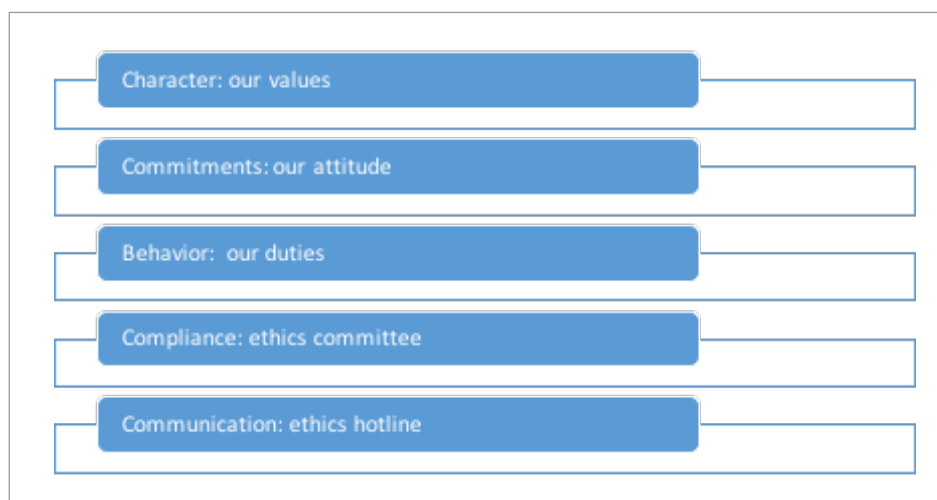 Character: our values
Commitments: our attitude
Behavior:  our duties
Compliance: ethics committee
Communication: ethics hotline